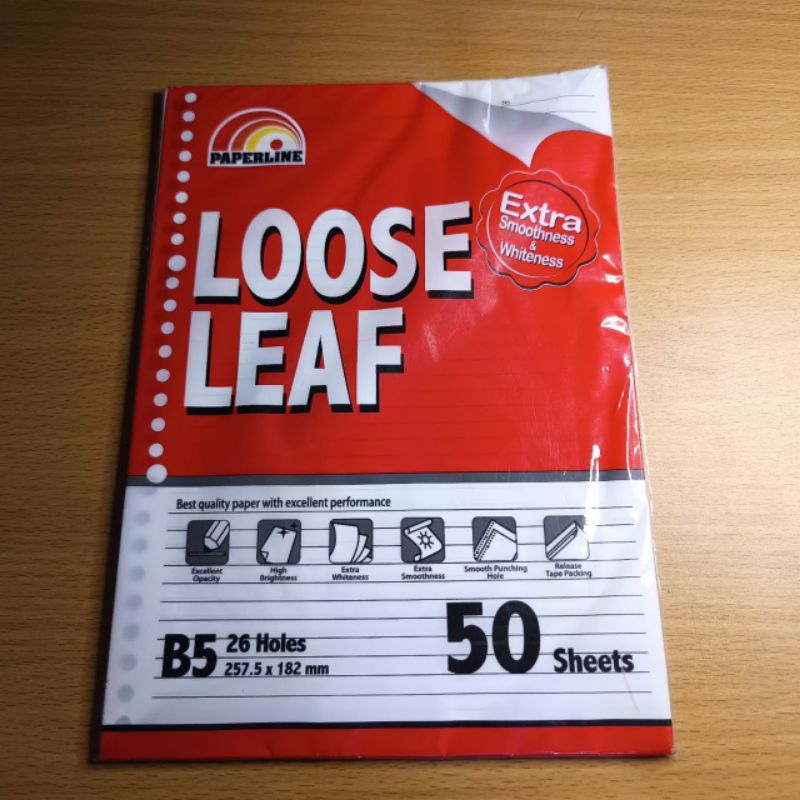 No.
PAPERLINE
LOOSE
LEAF
Extra
Smoothness
&
Whiteness
Best quality paper with excellent performance
Excellent
Opacity
High
Brightness
Extra
Whiteness
Extra
Smoothness
Smooth Punching
Hole
Release
Tape Packing
B5 26 Holes
257.5 x 182 mm
50 Sheets